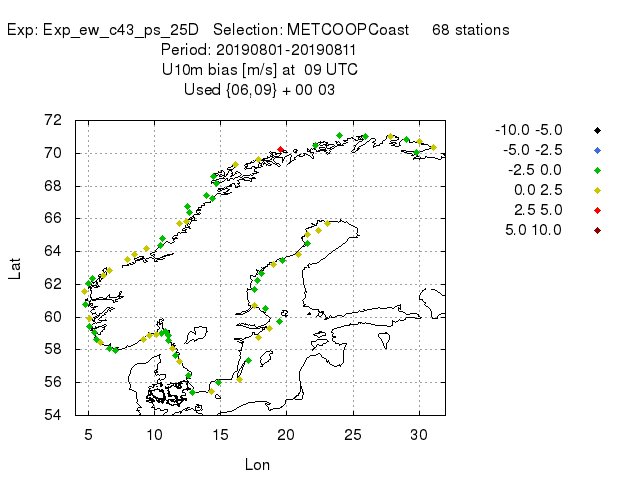 Exp: Exp_ew_c43_ps_25D Selection: METCOOPCoast 68 stations
Period: 20190801-20190811
U10m bias [m/s] at 09 UTC
Used {06,09} + 00 03
72
70
68
66
64
62
60
58
56
54
Lat
5 10 15 20 25 30
Lon
-10.0 -5.0
-5.0 -2.5
-2.5 0.0
0.0 2.5
2.5 5.0
5.0 10.0